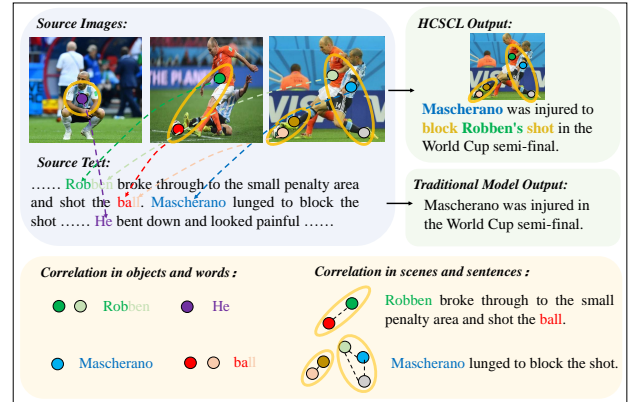 Source Images:
HCSCL Output:
THE PLAN
VISA
Mascherano was injured to
block Robben's shot in the
World Cup semi-final.
Source Text:
…… Robben broke through to the small penalty area
and shot the ball. Mascherano lunged to block the
shot …… He bent down and looked painful ……
Traditional Model Output:
Mascherano was injured in
the World Cup semi-final.
Correlation in objects and words：
Robben
He
Mascherano
ball
Correlation in scenes and sentences：
Robben broke through to the small
penalty area and shot the ball.
Mascherano lunged to block the shot.